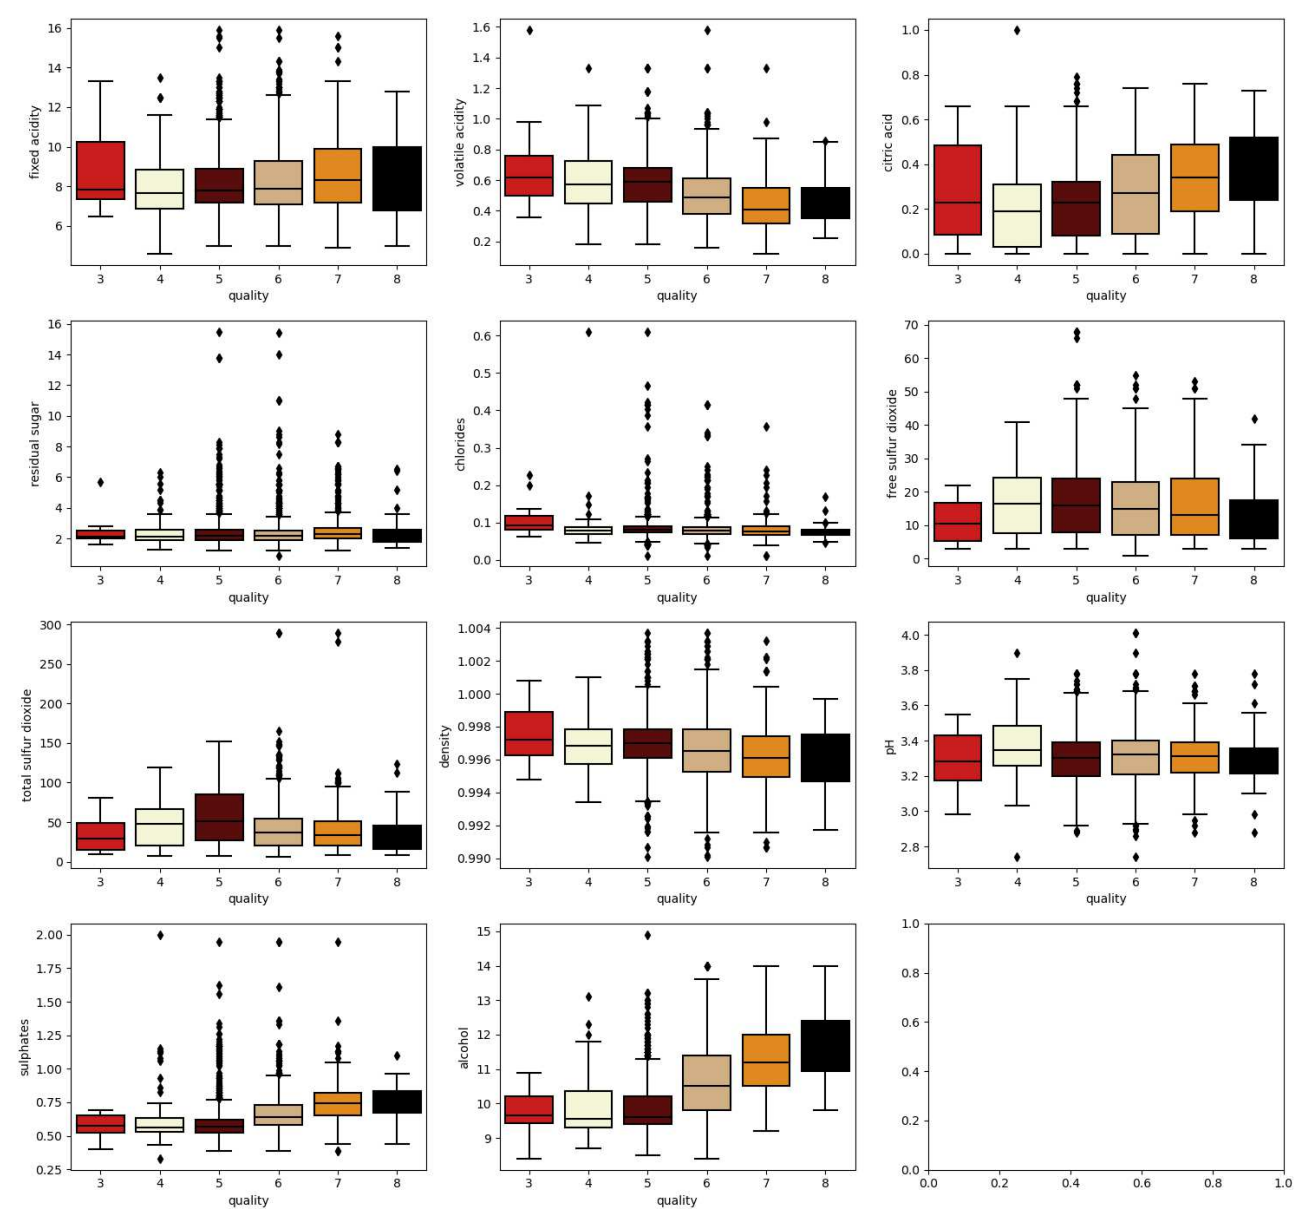 16
14
12
10
8
6
fixed acidity
3 4 5 6 7 8
quality
1.6
1.4
1.2
1.0
0.8
0.6
0.4
0.2
volatile acidity
3 4 5 6 7 8
quality
1.0
0.8
0.6
0.4
0.2
0.0
citric acid
3 4 5 6 7 8
quality
16
14
12
10
8
6
4
2
residual sugar
3 4 5 6 7 8
quality
0.6
0.5
0.4
0.3
0.2
0.1
0.0
chlorides
3 4 5 6 7 8
quality
70
60
50
40
30
20
10
0
free sulfur dioxide
3 4 5 6 7 8
quality
300
250
200
150
100
50
0
total sulfur dioxide
3 4 5 6 7 8
quality
1.004
1.002
1.000
0.998
0.996
0.994
0.992
0.990
density
3 4 5 6 7 8
quality
4.0
3.8
3.6
3.4
3.2
3.0
2.8
pH
3 4 5 6 7 8
quality
2.00
1.75
1.50
1.25
1.00
0.75
0.50
0.25
sulphates
3 4 5 6 7 8
quality
15
14
13
12
11
10
9
alcohol
3 4 5 6 7 8
quality
1.0
0.8
0.6
0.4
0.2
0.0
0.0 0.2 0.4 0.6 0.8 1.0